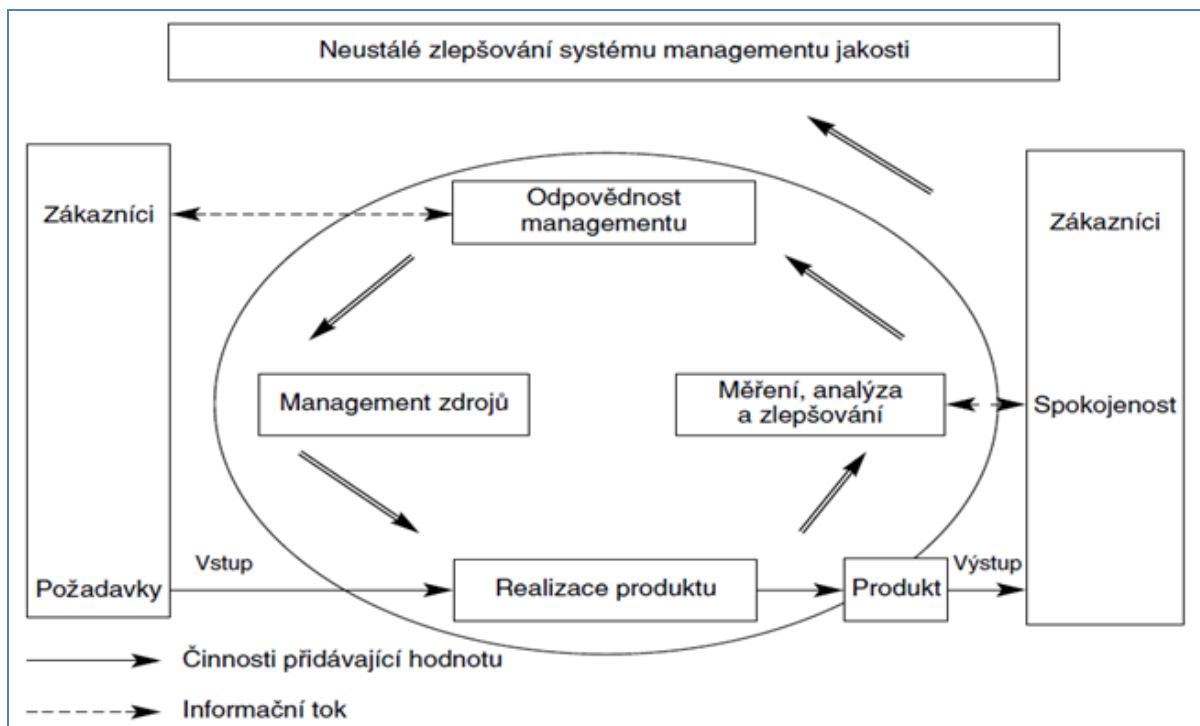 Neustálé zlepšování systému managementu jakosti
Zákazníci
Odpovědnost
managementu
Zákazníci
Management zdrojů
Měření, analýza
a zlepšování
Spokojenost
Požadavky
Vstup
Realizace produktu
Produkt
Výstup
Činnosti přidávající hodnotu
Informační tok